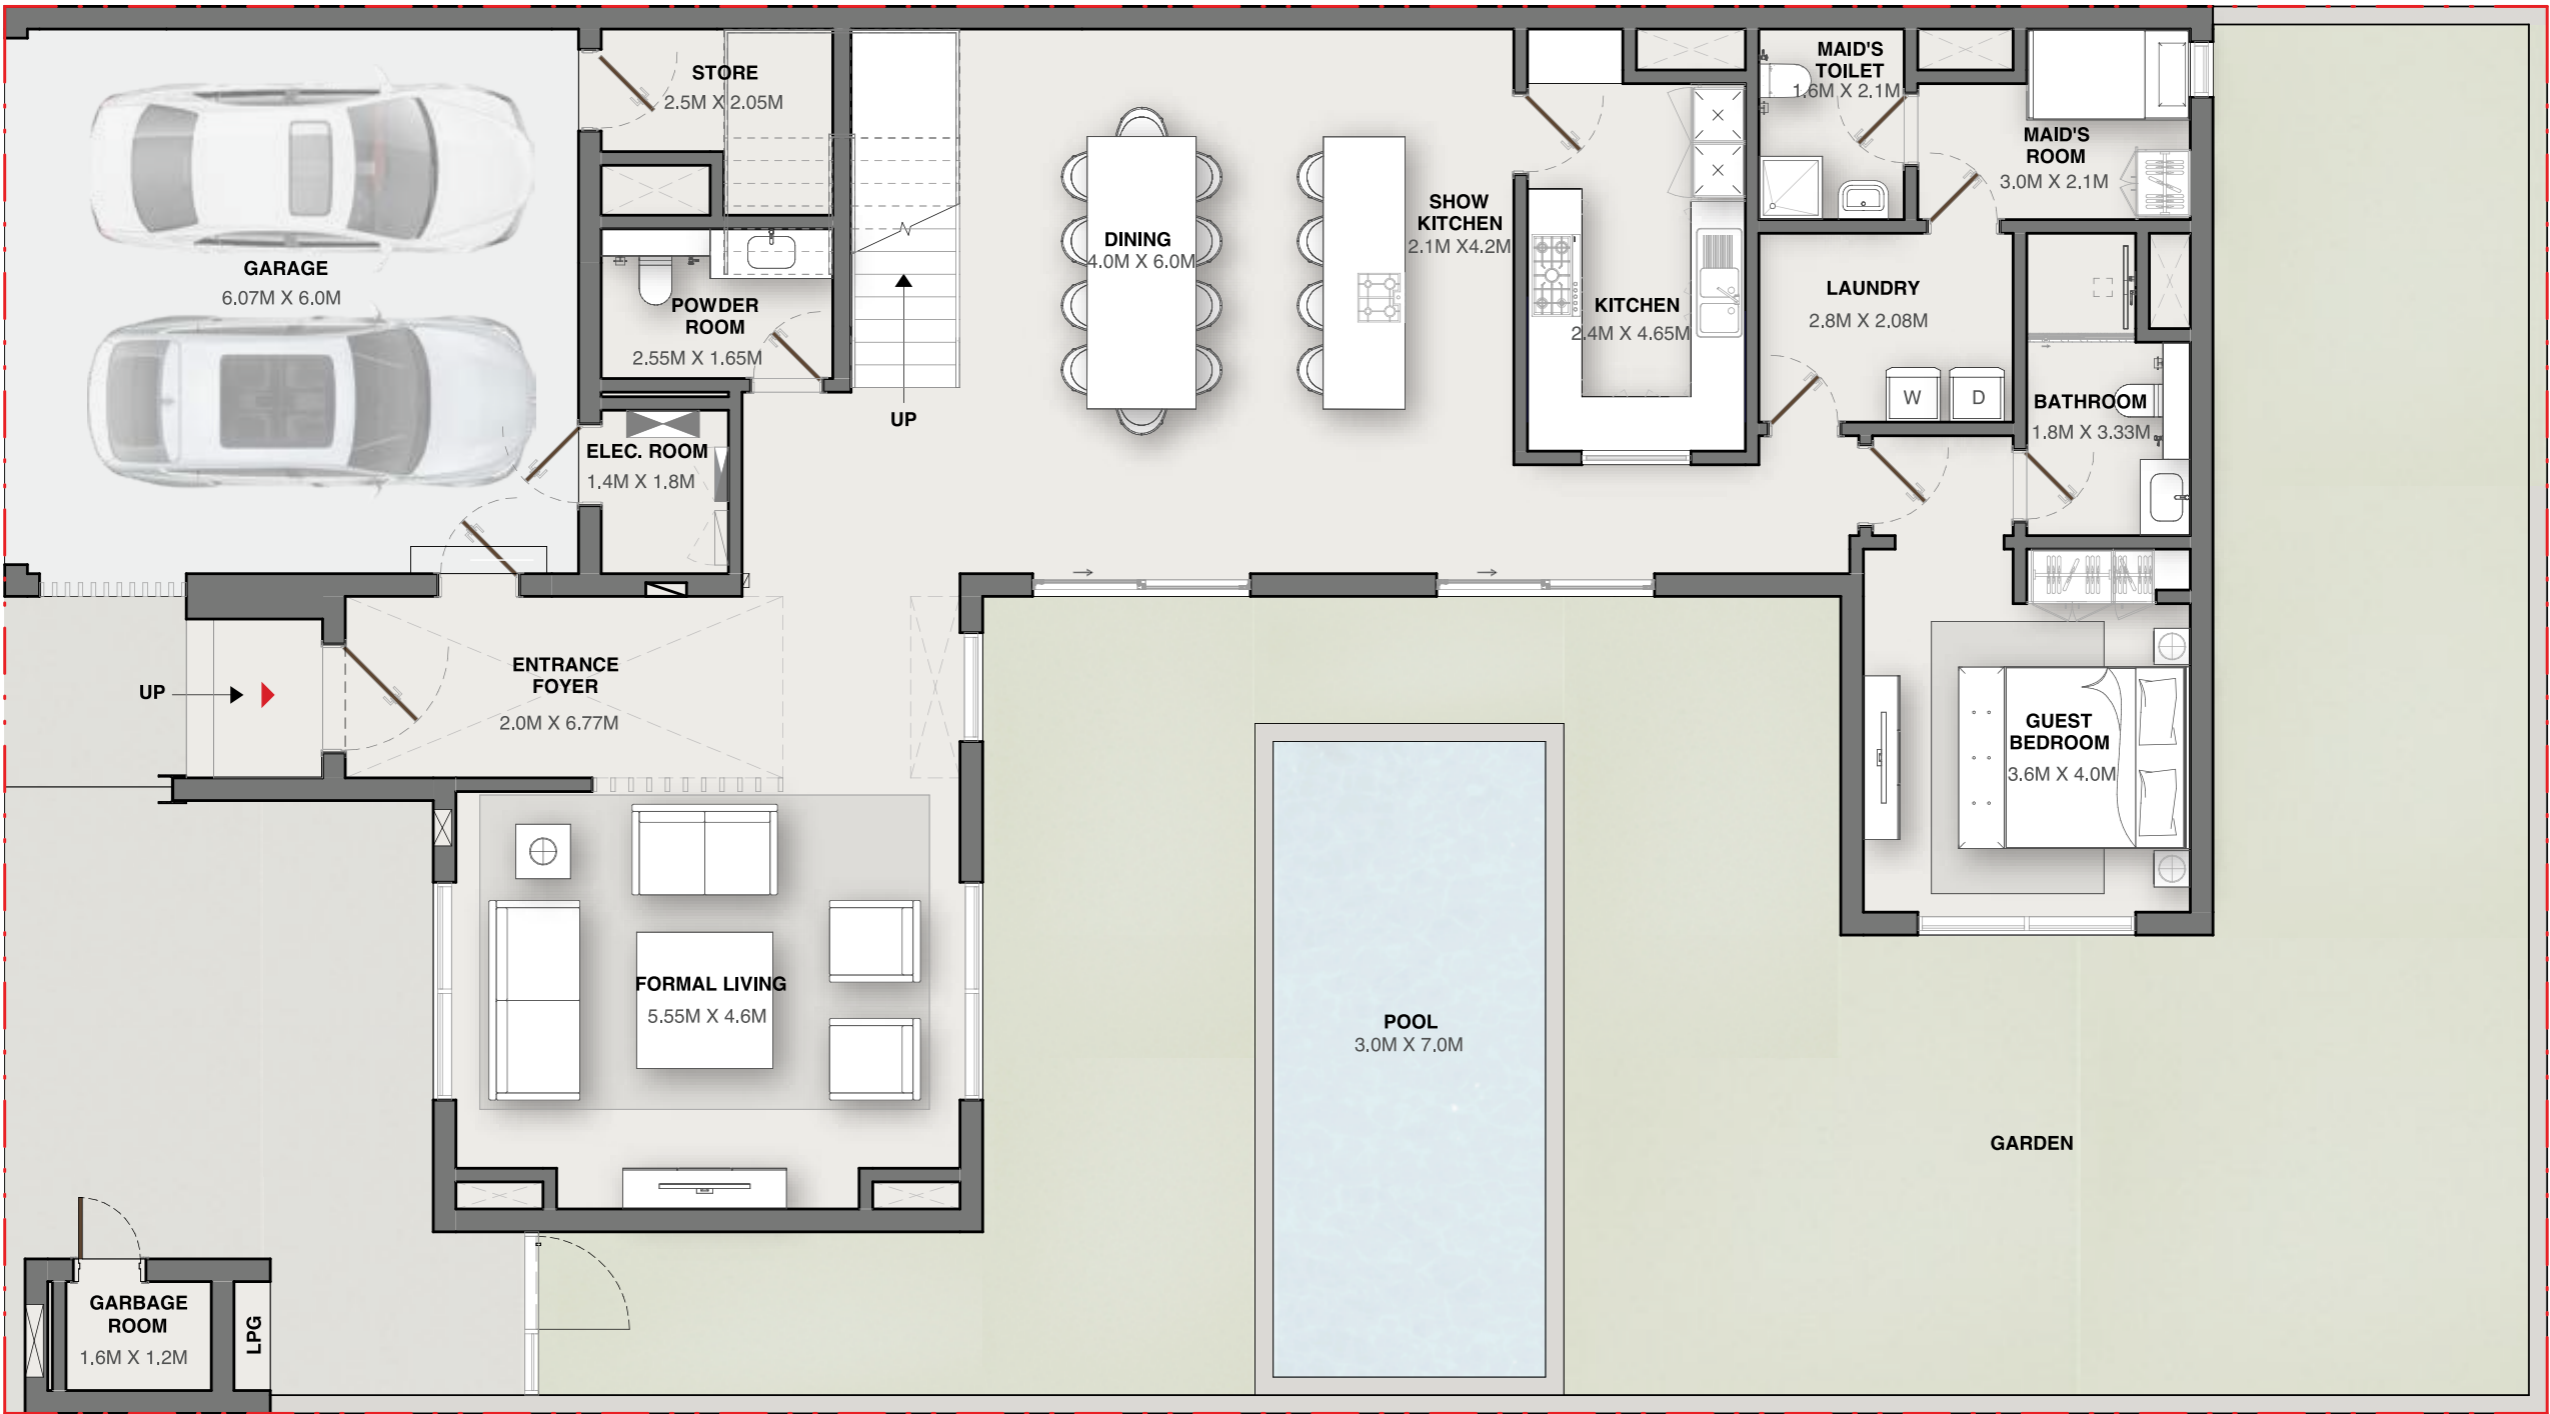 STORE
2.5M X 2.05M
MAID'S
TOILET
1.6M X 2.1M
MAID'S
ROOM
3.0M X 2.1M
GARAGE
6.07M X 6.0M
POWDER
ROOM
2.55M X 1.65M
UP
DINING
4.0M X 6.0M
SHOW
KITCHEN
2.1M X4.2M
KITCHEN
2.4M X 4.65M
LAUNDRY
2.8M X 2.08M
W
D
BATHROOM
1.8M X 3.33M
ELEC. ROOM
1.4M X 1.8M
UP
ENTRANCE
FOYER
2.0M X 6.77M
GUEST
BEDROOM
3.6M X 4.0M
FORMAL LIVING
5.55M X 4.6M
POOL
3.0M X 7.0M
GARDEN
GARBAGE
ROOM
1.6M X 1.2M
LPG